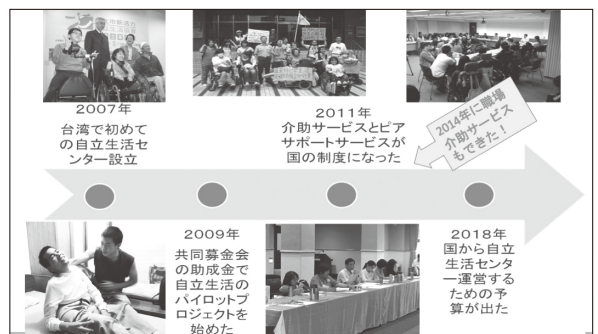 2007年
台湾で初めて
の自立生活セ
ンター設立
2011年
介助サービスとピア
サポートサービスが
国の制度になった
2014年に職場
介助サービス
もできた！
2009年
共同募金会
の助成金で
自立生活の
パイロットプ
ロジェクトを
始めた
2018年
国から自立
生活センタ
ー運営する
ための予
算が出た